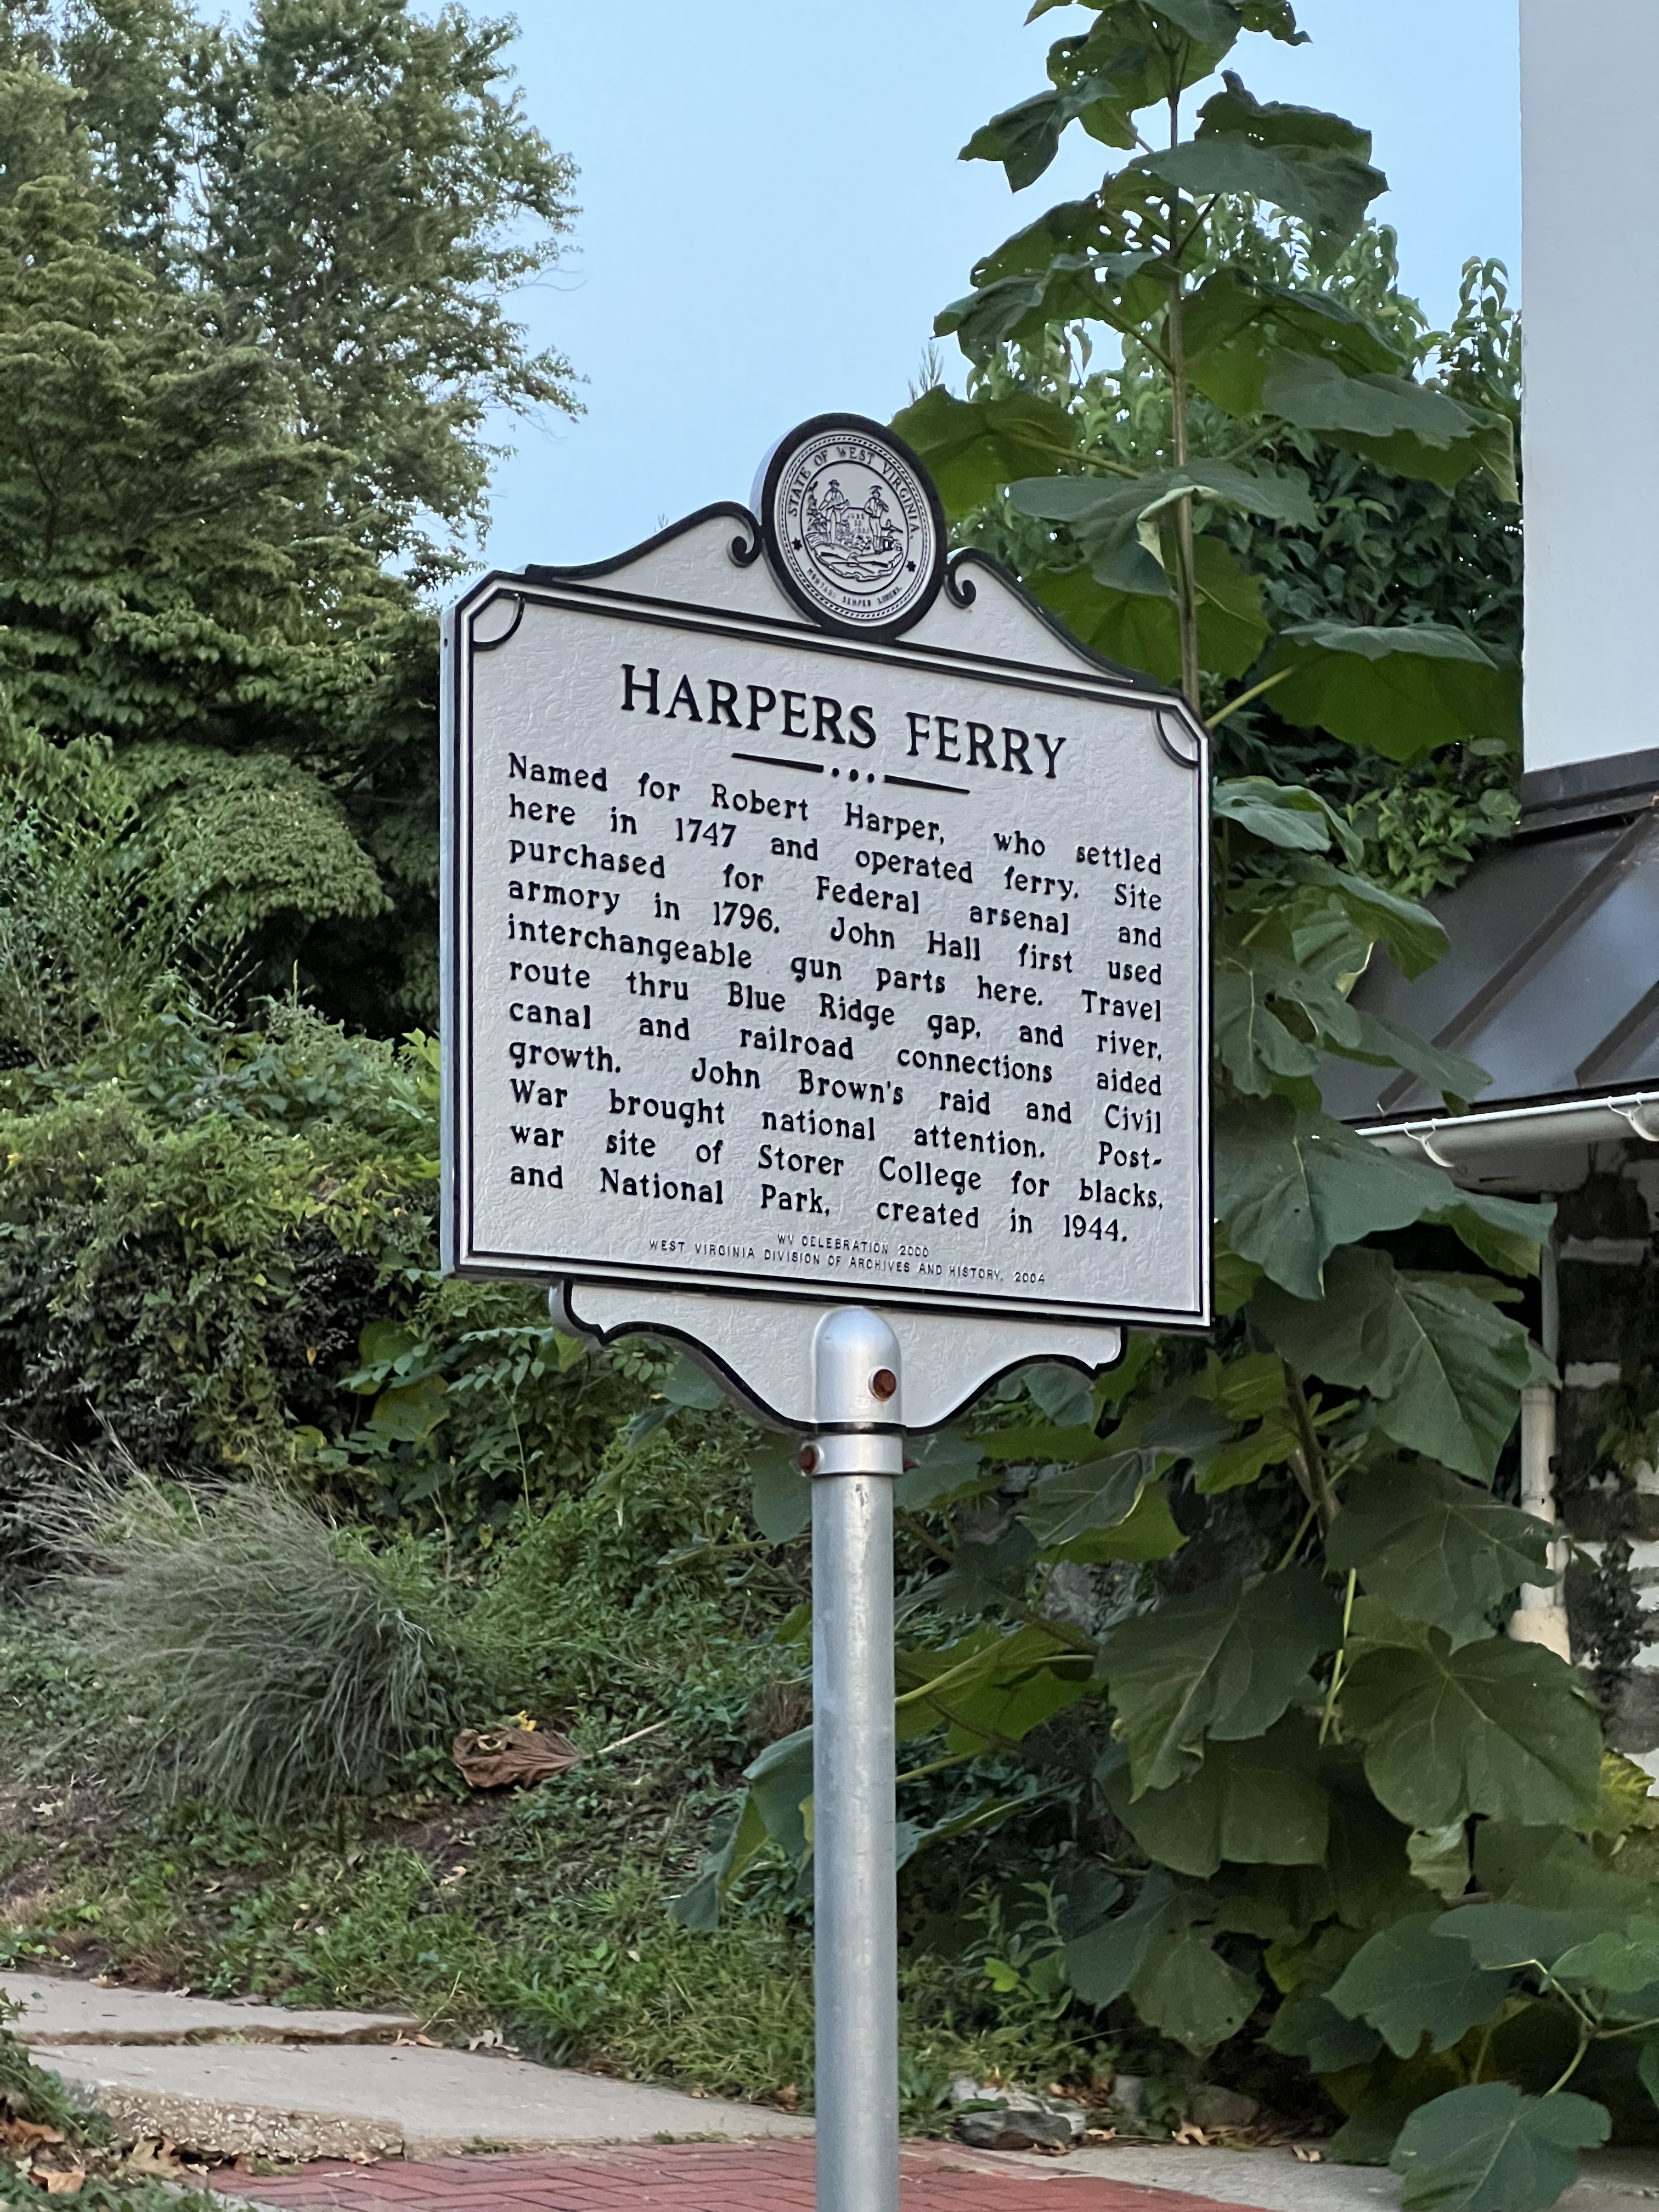 STATE OF WEST VIRGINIA.
MONTANI SEMPER LIBERI.
HARPERS FERRY
Named for Robert Harper, who settled
here in 1747 and operated ferry. Site
purchased for Federal arsenal and
armory in 1796. John Hall first used
interchangeable gun parts here. Travel
route thru Blue Ridge gap, and river,
canal and railroad connections aided
growth. John Brown's raid and Civil
War brought national attention. Post-
war site of Storer College for blacks,
and National Park, created in 1944.
WV CELEBRATION 2000
WEST VIRGINIA DIVISION OF ARCHIVES AND HISTORY, 2004